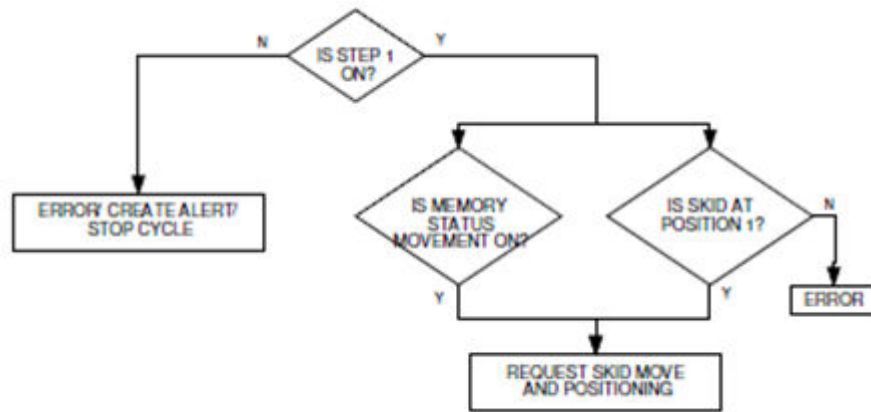 N
IS STEP 1
ON?
Y
ERROR/ CREATE ALERT/
STOP CYCLE
IS MEMORY
STATUS
MOVEMENT ON?
Y
IS SKID AT
POSITION 1?
N
Y
ERROR
REQUEST SKID MOVE
AND POSITIONING